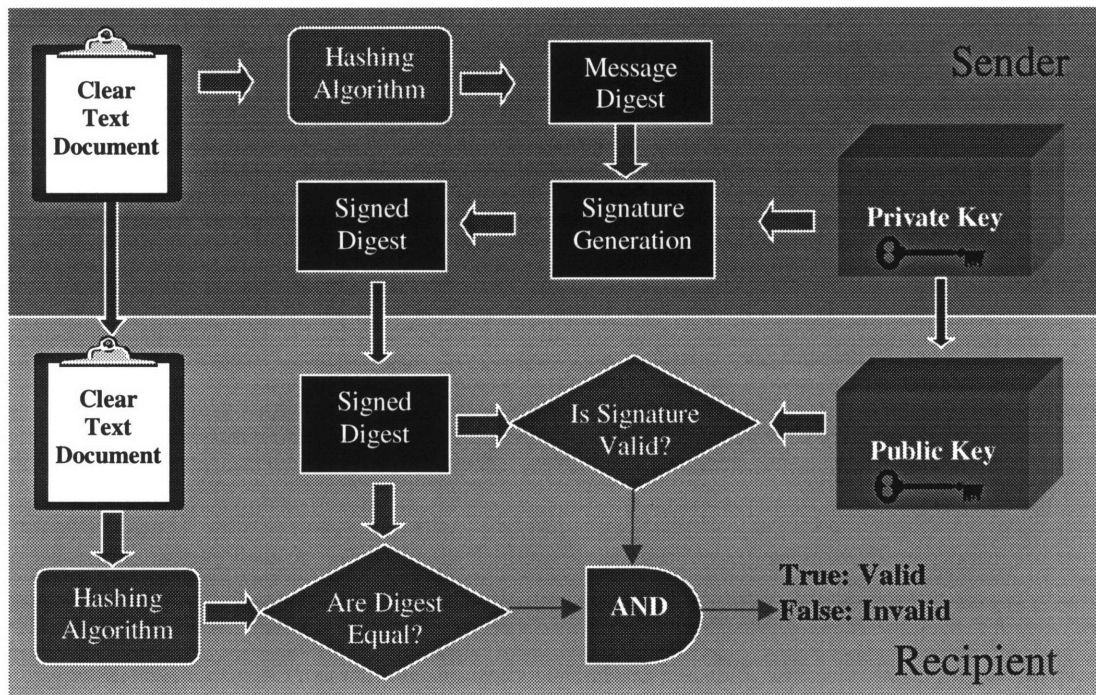 Clear
Text
Document
Hashing
Algorithm
Message
Digest
Sender
Signed
Digest
Signature
Generation
Private Key
Clear
Text
Document
Signed
Digest
Is Signature
Valid?
Public Key
Hashing
Algorithm
Are Digest
Equal?
AND
True: Valid
False: Invalid
Recipient